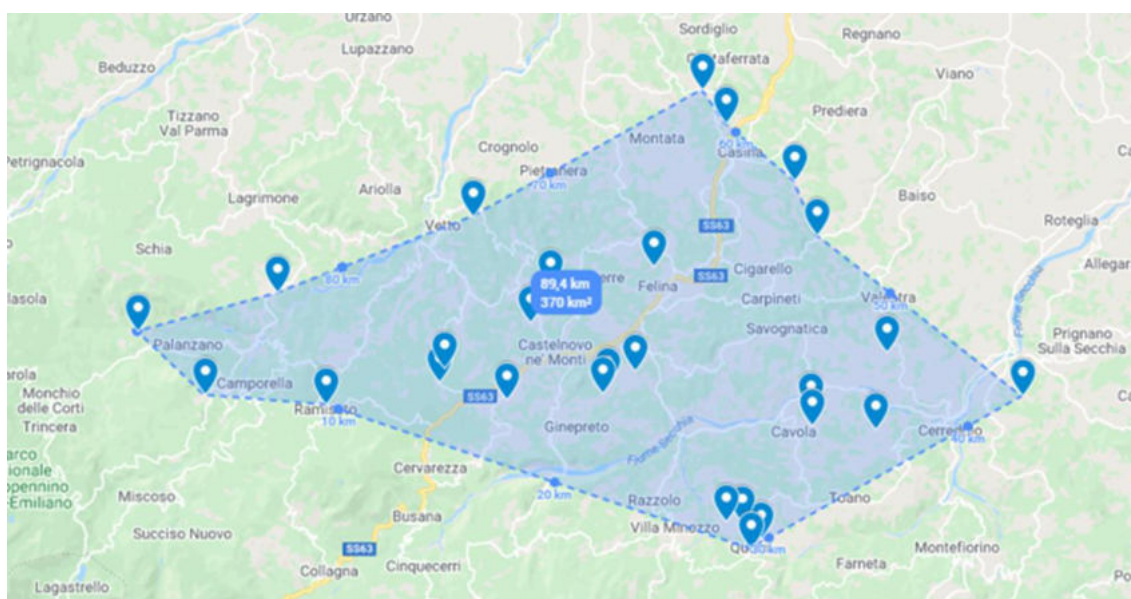 Urzano
Sordiglio
Regnano
Lupazzano
Beduzzo
Viano
Tizzano
Val Parma
Prediera
Montata
Crognolo
60 km
Casina
Petrignacola
Pietranera
70 km
Ariolla
Lagrimone
Baiso
Vetto
Roteglia
SS63
Schia
Cigarello
Allegar
80 km
SS63
89,4 km
370 km²
Felina
Carpineti
50 km
Savognatica
Fiume Secchia
Prignano
Sulla Secchia
Palanzano
Castelnovo
ne' Monti
Camporella
Monchio
delle Corti
Trincera
SS63
10 km
Ginepreto
Cavola
40 km
Fiume Secchia
Cervarezza
20 km
Miscoso
Razzolo
Toano
Busana
Villa Minozzo
Succiso Nuovo
SS63
Montefiorino
Collagna
Cinquecerri
Farneta
Lagastrello